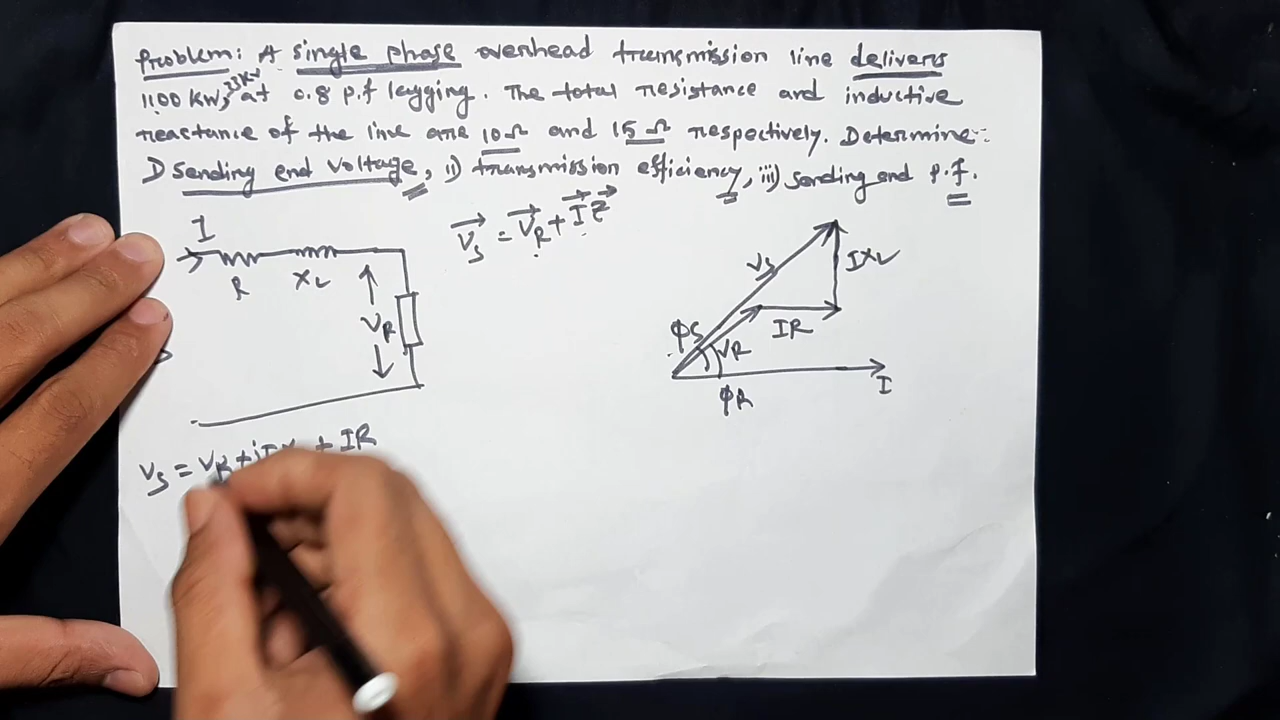 Problem: A single phase overhead transmission line delivers
1100 KW, 33KV at 0.8 p.f lagging. The total resistance and inductive
reactance of the line are 10Ω and 15Ω respectively. Determine:
i) Sending end voltage, ii) transmission efficiency, iii) sending end p.f.
I
R
XL
VR
Vs = VR + IZ
Vs
IXL
IR
φs
VR
I
φR
Vs = VR + IR